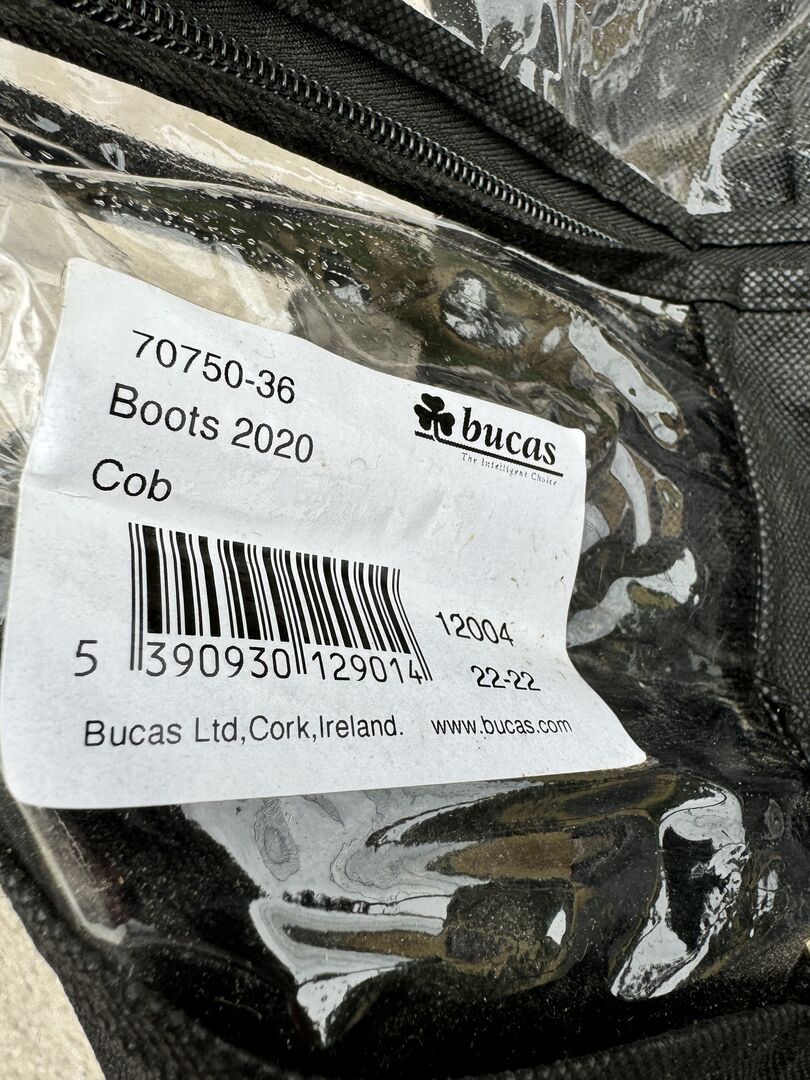 70750-36
Boots 2020
Cob
bucas
The Intelligent Choice
5 390930 129014
12004
22-22
Bucas Ltd,Cork,Ireland. www.bucas.com